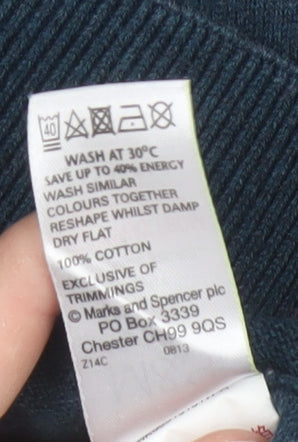 40
WASH AT 30°C
SAVE UP TO 40% ENERGY
WASH SIMILAR
COLOURS TOGETHER
RESHAPE WHILST DAMP
DRY FLAT
100% COTTON
EXCLUSIVE OF
TRIMMINGS
© Marks and Spencer plc
PO Box 3339
Chester CH99 9QS
Z14C 0813